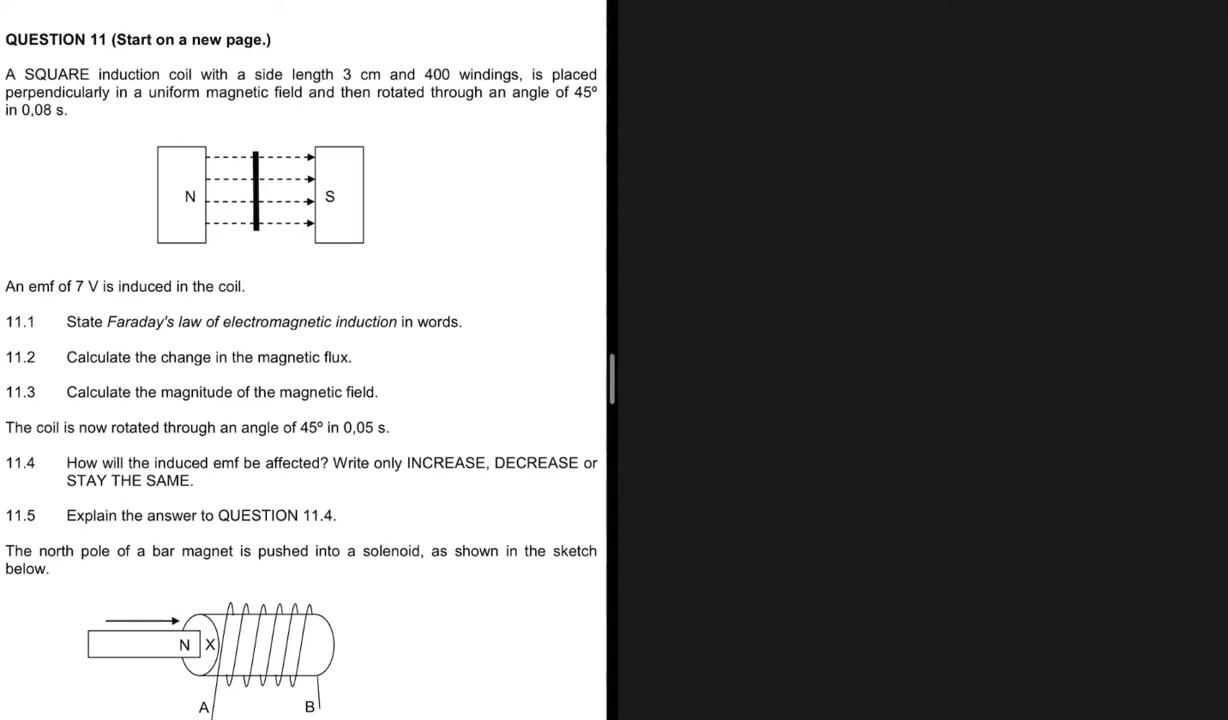 QUESTION 11 (Start on a new page.)
A SQUARE induction coil with a side length 3 cm and 400 windings, is placed
perpendicularly in a uniform magnetic field and then rotated through an angle of 45º
in 0,08 s.
N S
An emf of 7 V is induced in the coil.
11.1 State Faraday's law of electromagnetic induction in words.
11.2 Calculate the change in the magnetic flux.
11.3 Calculate the magnitude of the magnetic field.
The coil is now rotated through an angle of 45º in 0,05 s.
11.4 How will the induced emf be affected? Write only INCREASE, DECREASE or
STAY THE SAME.
11.5 Explain the answer to QUESTION 11.4.
The north pole of a bar magnet is pushed into a solenoid, as shown in the sketch
below.
N X
A B